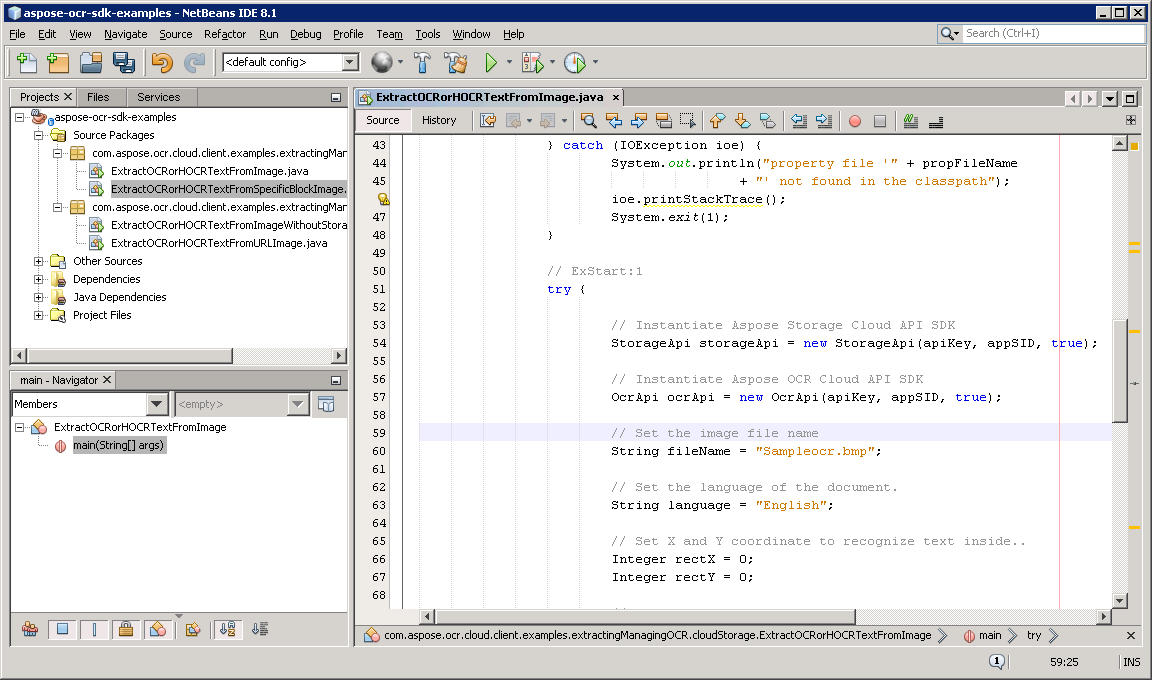 aspose-ocr-sdk-examples - NetBeans IDE 8.1
File Edit View Navigate Source Refactor Run Debug Profile Team Tools Window Help
Search (Ctrl+I)
<default config>
Projects Files Services
aspose-ocr-sdk-examples
Source Packages
com.aspose.ocr.cloud.client.examples.extractingMar
ExtractOCRorHOCRTextFromImage.java
ExtractOCRorHOCRTextFromSpecificBlockImage.
com.aspose.ocr.cloud.client.examples.extractingMar
ExtractOCRorHOCRTextFromImageWithoutStora
ExtractOCRorHOCRTextFromURLImage.java
Other Sources
Dependencies
Java Dependencies
Project Files
main - Navigator
Members <empty>
ExtractOCRorHOCRTextFromImage
main(String[] args)
ExtractOCRorHOCRTextFromImage.java
Source History
43 } catch (IOException ioe) {
44 System.out.println("property file '" + propFileName
45 + "' not found in the classpath");
ioe.printStackTrace();
47 System.exit(1);
48 }
49
50 // ExStart:1
51 try {
52
53 // Instantiate Aspose Storage Cloud API SDK
54 StorageApi storageApi = new StorageApi(apiKey, appSID, true);
55
56 // Instantiate Aspose OCR Cloud API SDK
57 OcrApi ocrApi = new OcrApi(apiKey, appSID, true);
58
59 // Set the image file name
60 String fileName = "Sampleocr.bmp";
61
62 // Set the language of the document.
63 String language = "English";
64
65 // Set X and Y coordinate to recognize text inside..
66 Integer rectX = 0;
67 Integer rectY = 0;
68
com.aspose.ocr.cloud.client.examples.extractingManagingOCR.cloudStorage.ExtractOCRorHOCRTextFromImage main try
1 59:25 INS